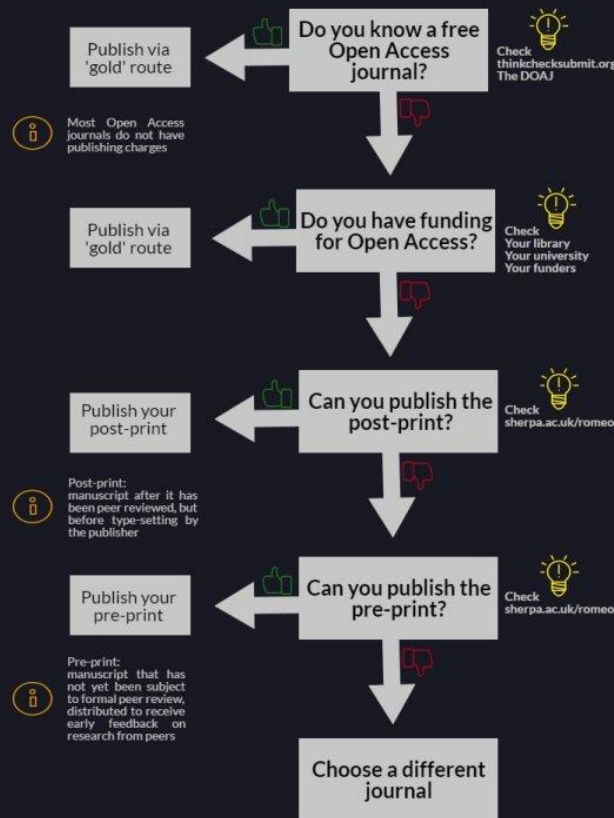 Publish via
'gold' route
Do you know a free
Open Access
journal?
Check
thinkchecksubmit.org
The DOAJ
Most Open Access
journals do not have
publishing charges
Publish via
'gold' route
Do you have funding
for Open Access?
Check
Your library
Your university
Your funders
Publish your
post-print
Can you publish the
post-print?
Check
sherpa.ac.uk/romeo
Post-print:
manuscript after it has
been peer reviewed, but
before type-setting by
the publisher
Publish your
pre-print
Can you publish the
pre-print?
Check
sherpa.ac.uk/romeo
Pre-print:
manuscript that has
not yet been subject
to formal peer review,
distributed to receive
early feedback on
research from peers
Choose a different
journal